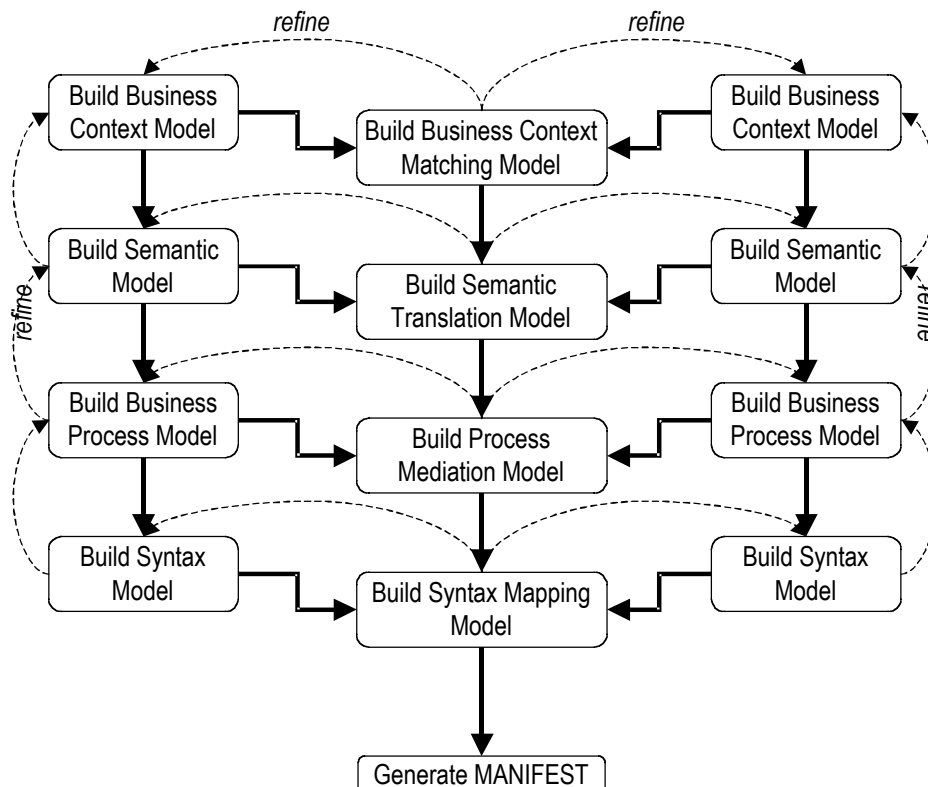 refine
refine
Build Business
Context Model
Build Business Context
Matching Model
Build Business
Context Model
Build Semantic
Model
Build Semantic
Translation Model
Build Semantic
Model
refine
refine
Build Business
Process Model
Build Process
Mediation Model
Build Business
Process Model
Build Syntax
Model
Build Syntax Mapping
Model
Build Syntax
Model
Generate MANIFEST